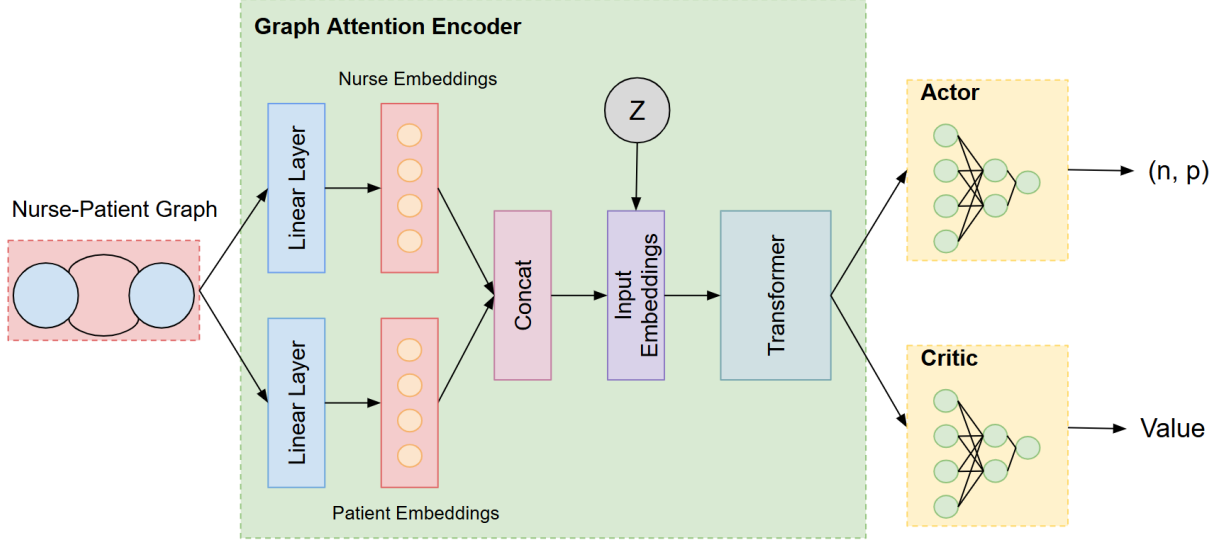 Graph Attention Encoder
Nurse Embeddings
Linear Layer
Z
Nurse-Patient Graph
Concat
Input
Embeddings
Transformer
Linear Layer
Patient Embeddings
Actor
(n, p)
Critic
Value